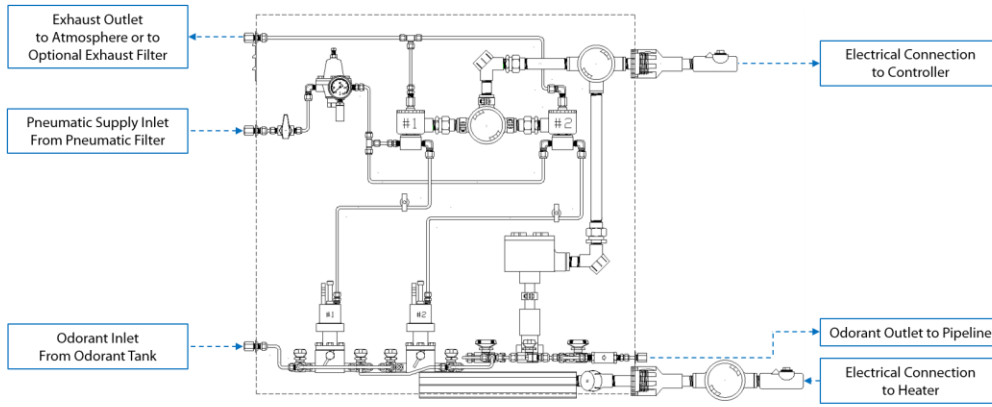 Exhaust Outlet
to Atmosphere or to
Optional Exhaust Filter
Electrical Connection
to Controller
Pneumatic Supply Inlet
From Pneumatic Filter
#1
#2
#1
#2
Odorant Inlet
From Odorant Tank
Odorant Outlet to Pipeline
Electrical Connection
to Heater